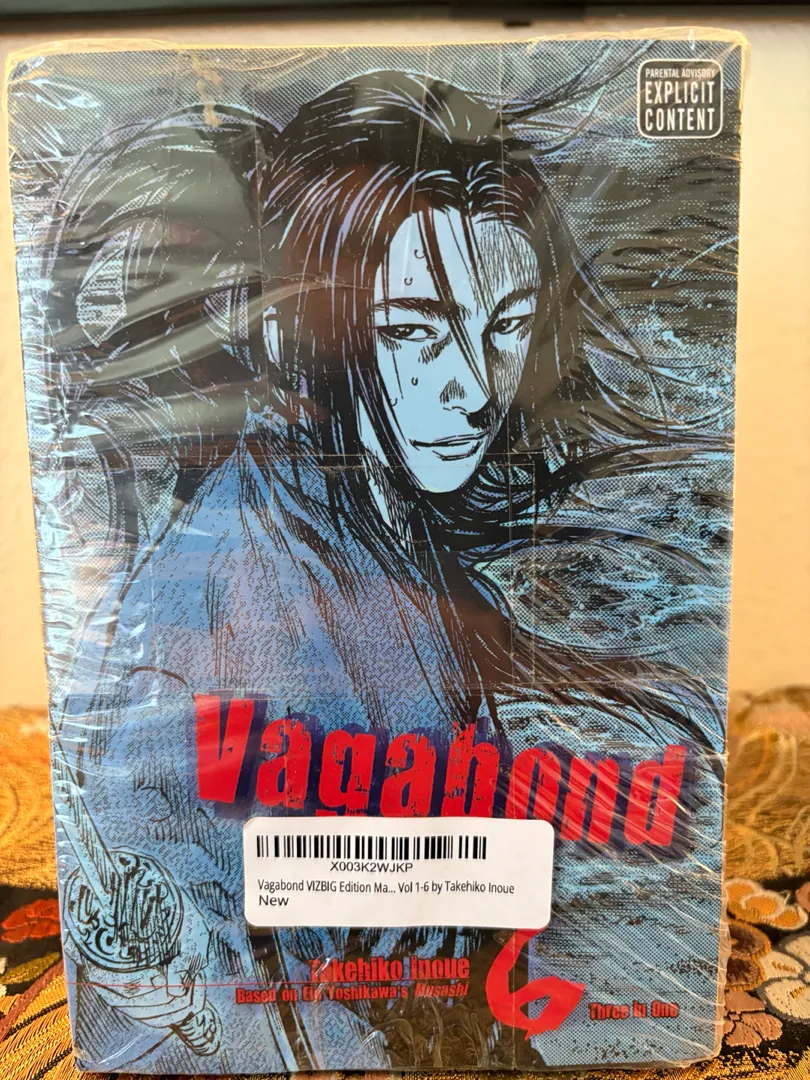 PARENTAL ADVISORY
EXPLICIT
CONTENT
Vagabond
X003K2WJKP
Vagabond VIZBIG Edition Ma... Vol 1-6 by Takehiko Inoue
New
Takehiko Inoue
Based on Eiji Yoshikawa's Musashi
6
Three in One